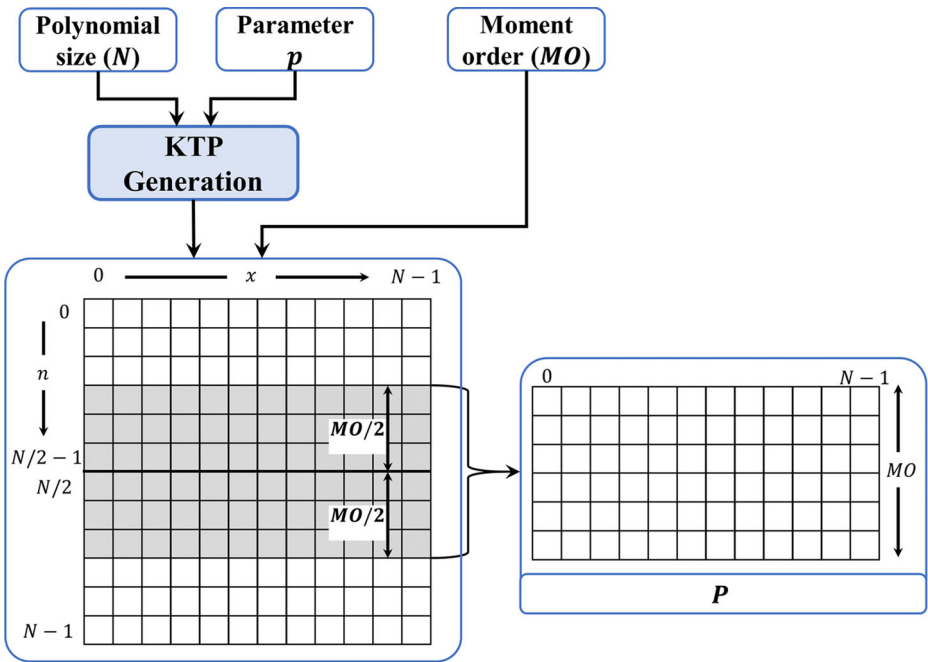 Polynomial
size (N)
Parameter
p
Moment
order (MO)
KTP
Generation
0
x
N − 1
0
n
N/2 − 1
N/2
N − 1
MO/2
MO/2
0
N − 1
MO
P